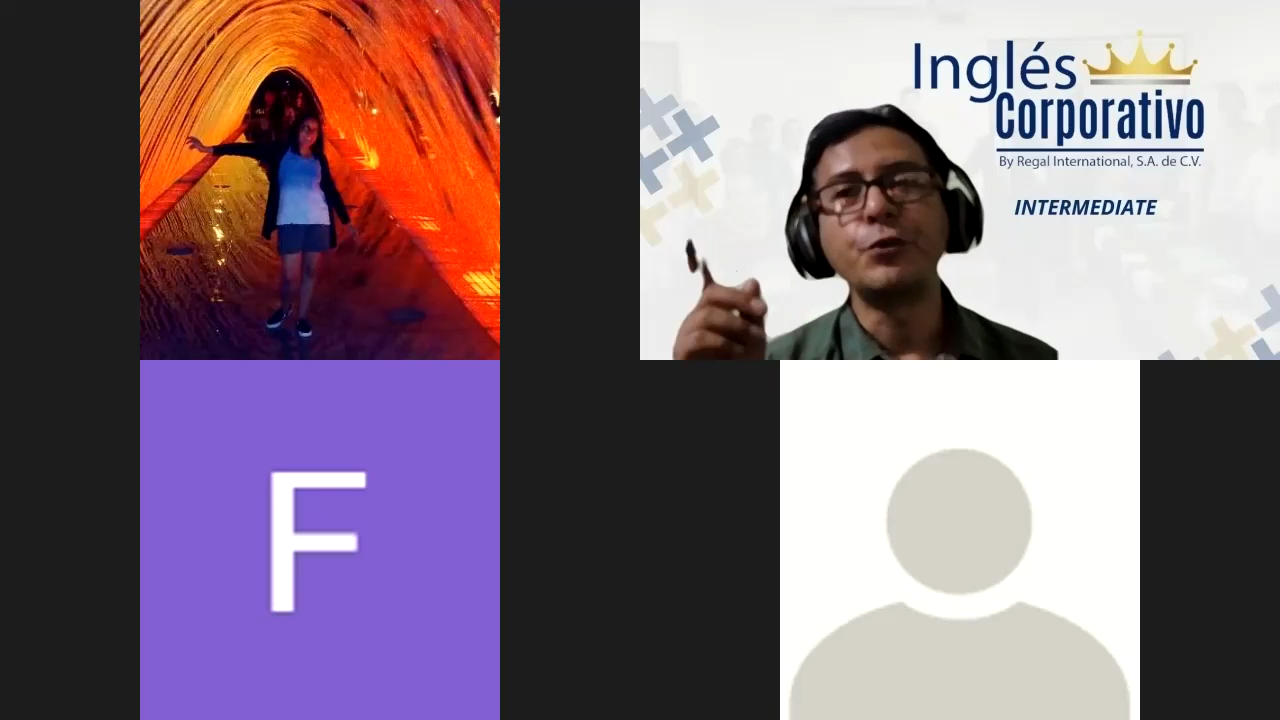 Inglés
Corporativo
By Regal International, S.A. de C.V.
INTERMEDIATE
F